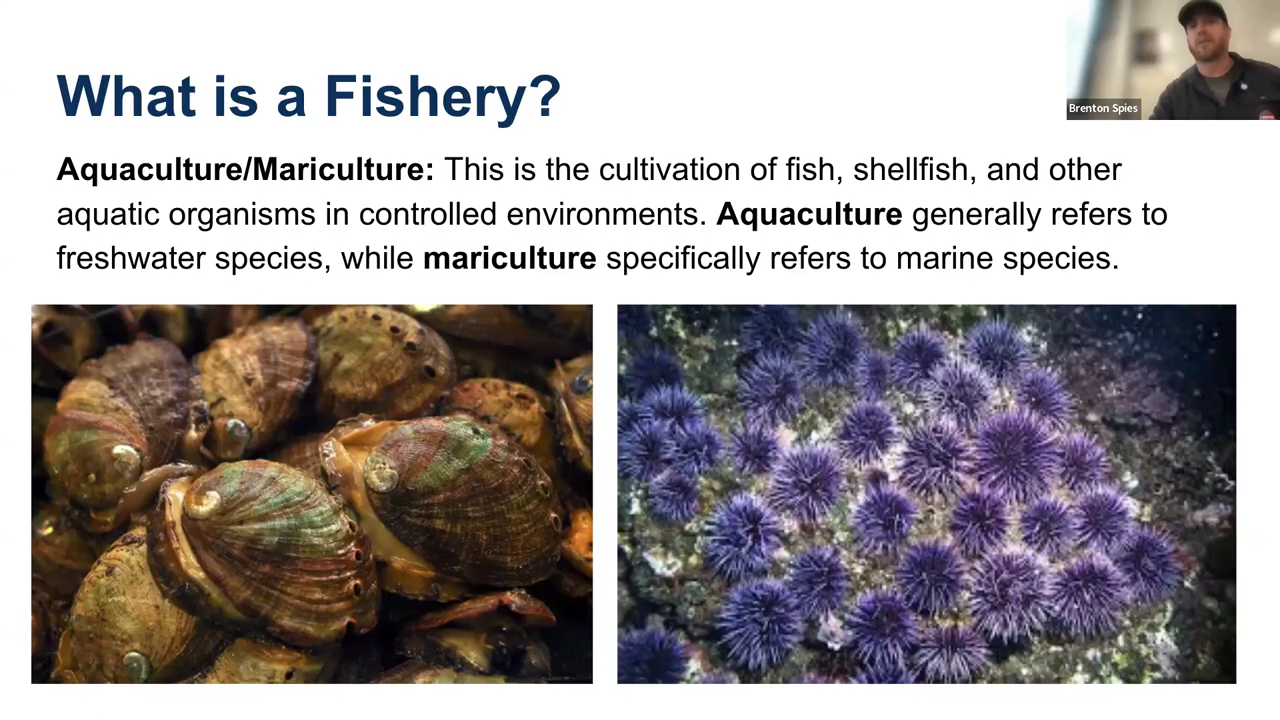 What is a Fishery?
Brenton Spies
Aquaculture/Mariculture: This is the cultivation of fish, shellfish, and other
aquatic organisms in controlled environments. Aquaculture generally refers to
freshwater species, while mariculture specifically refers to marine species.